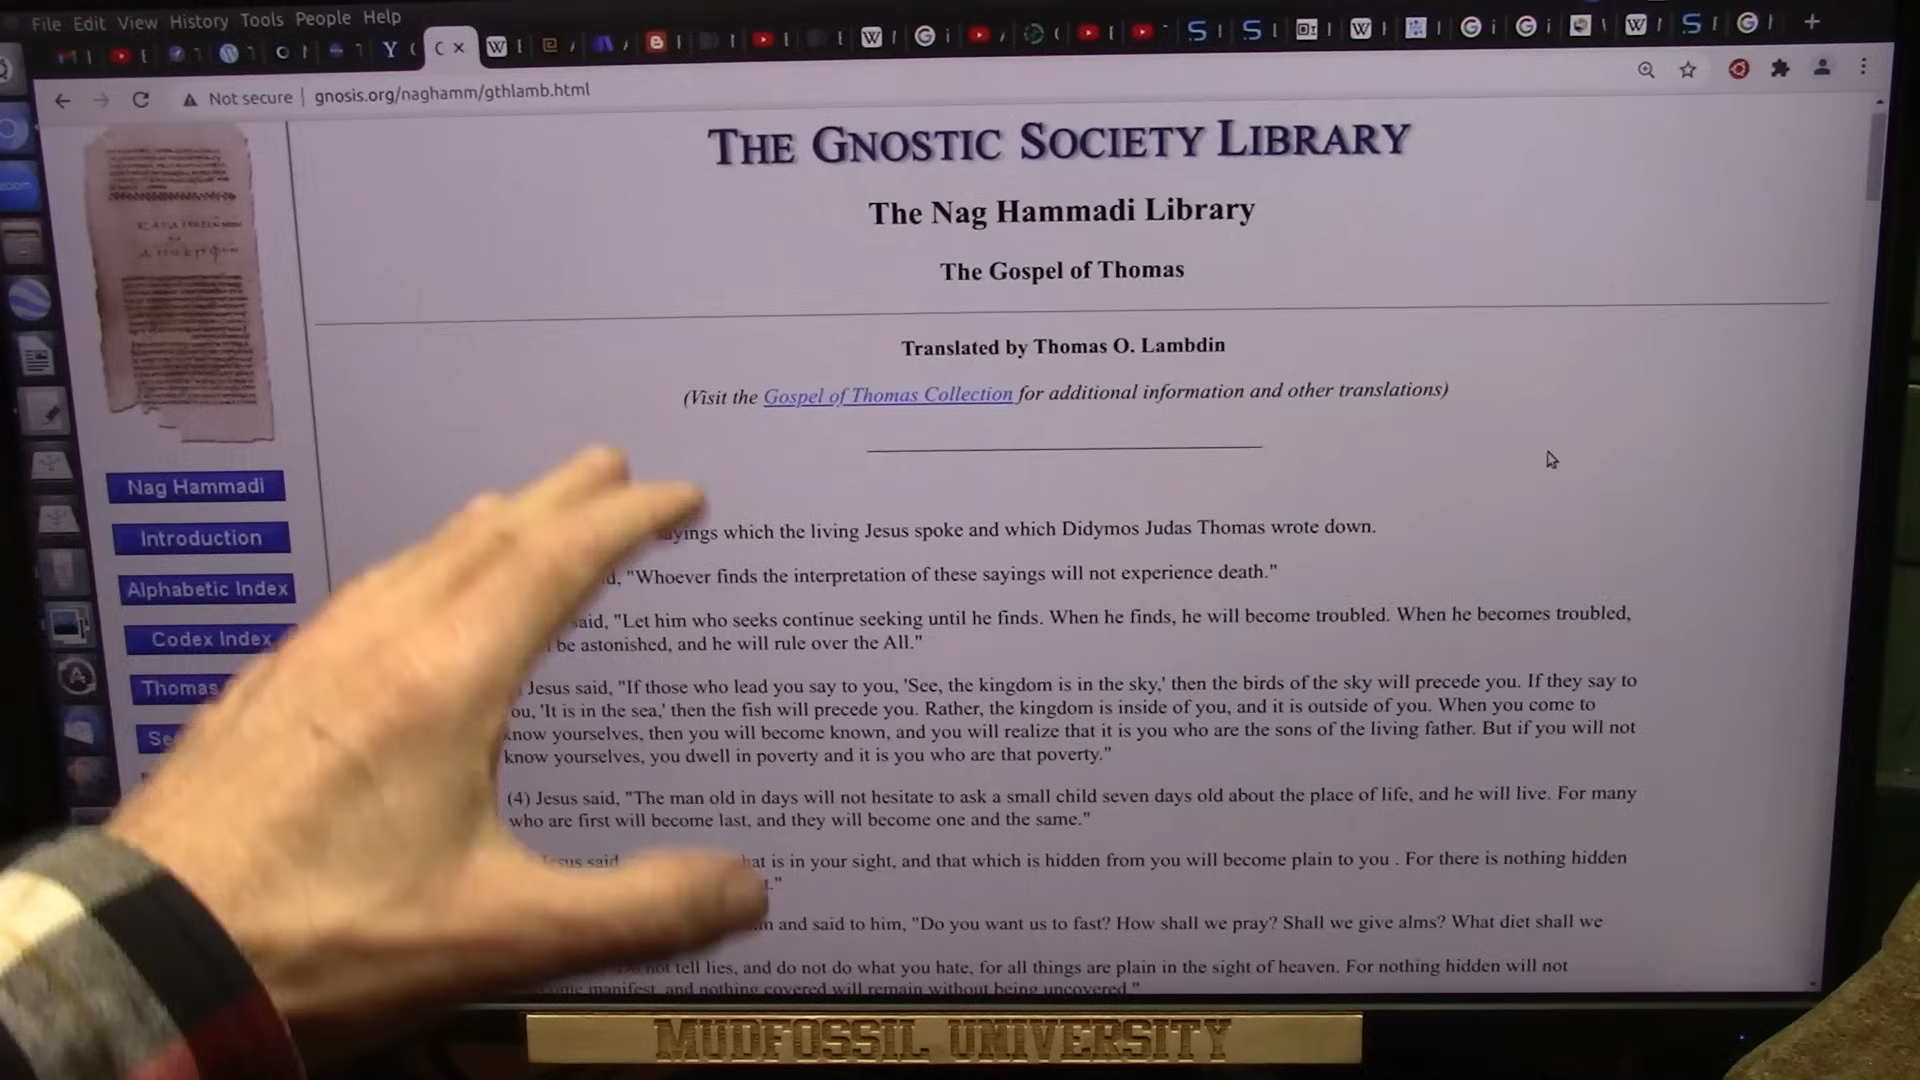 File Edit View History Tools People Help
Not secure | gnosis.org/naghamm/gthlamb.html
THE GNOSTIC SOCIETY LIBRARY
The Nag Hammadi Library
The Gospel of Thomas
Translated by Thomas O. Lambdin
(Visit the Gospel of Thomas Collection for additional information and other translations)
Nag Hammadi
Introduction
Alphabetic Index
Codex Index
Thomas
zoom
which the living Jesus spoke and which Didymos Judas Thomas wrote down.
"Whoever finds the interpretation of these sayings will not experience death."
said, "Let him who seeks continue seeking until he finds. When he finds, he will become troubled. When he becomes troubled,
be astonished, and he will rule over the All."
Jesus said, "If those who lead you say to you, 'See, the kingdom is in the sky,' then the birds of the sky will precede you. If they say to
'It is in the sea,' then the fish will precede you. Rather, the kingdom is inside of you, and it is outside of you. When you come to
know yourselves, then you will become known, and you will realize that it is you who are the sons of the living father. But if you will not
know yourselves, you dwell in poverty and it is you who are that poverty."
(4) Jesus said, "The man old in days will not hesitate to ask a small child seven days old about the place of life, and he will live. For many
who are first will become last, and they will become one and the same."
is in your sight, and that which is hidden from you will become plain to you . For there is nothing hidden
and said to him, "Do you want us to fast? How shall we pray? Shall we give alms? What diet shall we
tell lies, and do not do what you hate, for all things are plain in the sight of heaven. For nothing hidden will not
manifest, and nothing covered will remain without being uncovered."
MUDFOSSIL UNIVERSITY